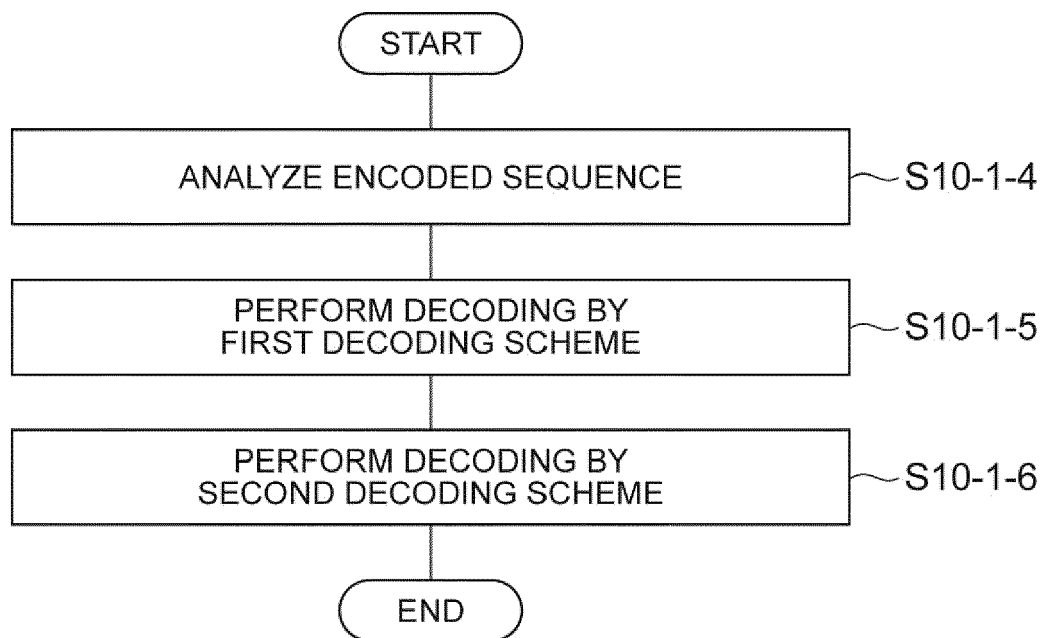 START
ANALYZE ENCODED SEQUENCE
S10-1-4
PERFORM DECODING BY
FIRST DECODING SCHEME
S10-1-5
PERFORM DECODING BY
SECOND DECODING SCHEME
S10-1-6
END